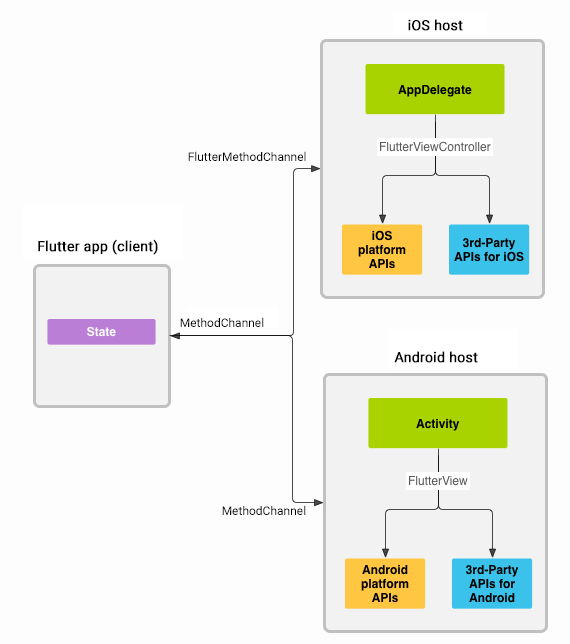 iOS host
AppDelegate
FlutterViewController
FlutterMethodChannel
iOS
platform
APIs
3rd-Party
APIs for iOS
Flutter app (client)
State
MethodChannel
Android host
Activity
FlutterView
MethodChannel
Android
platform
APIs
3rd-Party
APIs for
Android